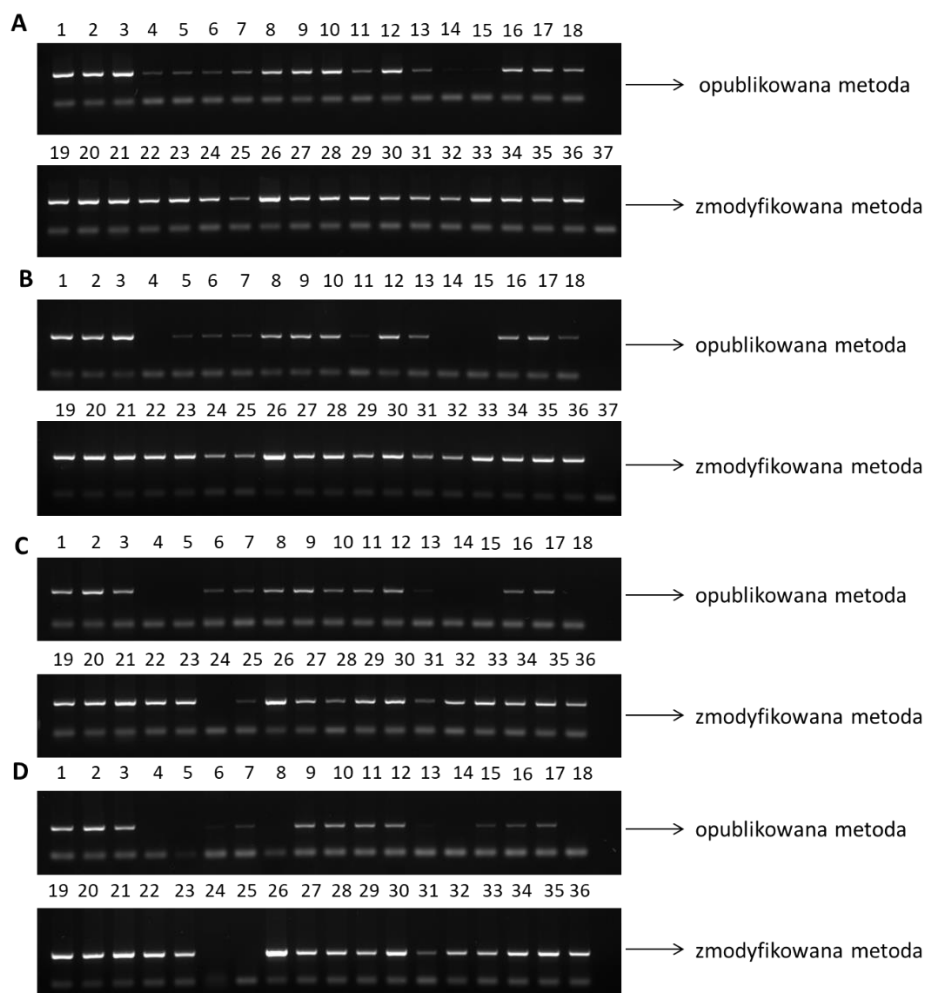 A
1 2 3 4 5 6 7 8 9 10 11 12 13 14 15 16 17 18
opublikowana metoda
19 20 21 22 23 24 25 26 27 28 29 30 31 32 33 34 35 36 37
zmodyfikowana metoda
B
1 2 3 4 5 6 7 8 9 10 11 12 13 14 15 16 17 18
opublikowana metoda
19 20 21 22 23 24 25 26 27 28 29 30 31 32 33 34 35 36 37
zmodyfikowana metoda
C
1 2 3 4 5 6 7 8 9 10 11 12 13 14 15 16 17 18
opublikowana metoda
19 20 21 22 23 24 25 26 27 28 29 30 31 32 33 34 35 36
zmodyfikowana metoda
D
1 2 3 4 5 6 7 8 9 10 11 12 13 14 15 16 17 18
opublikowana metoda
19 20 21 22 23 24 25 26 27 28 29 30 31 32 33 34 35 36
zmodyfikowana metoda